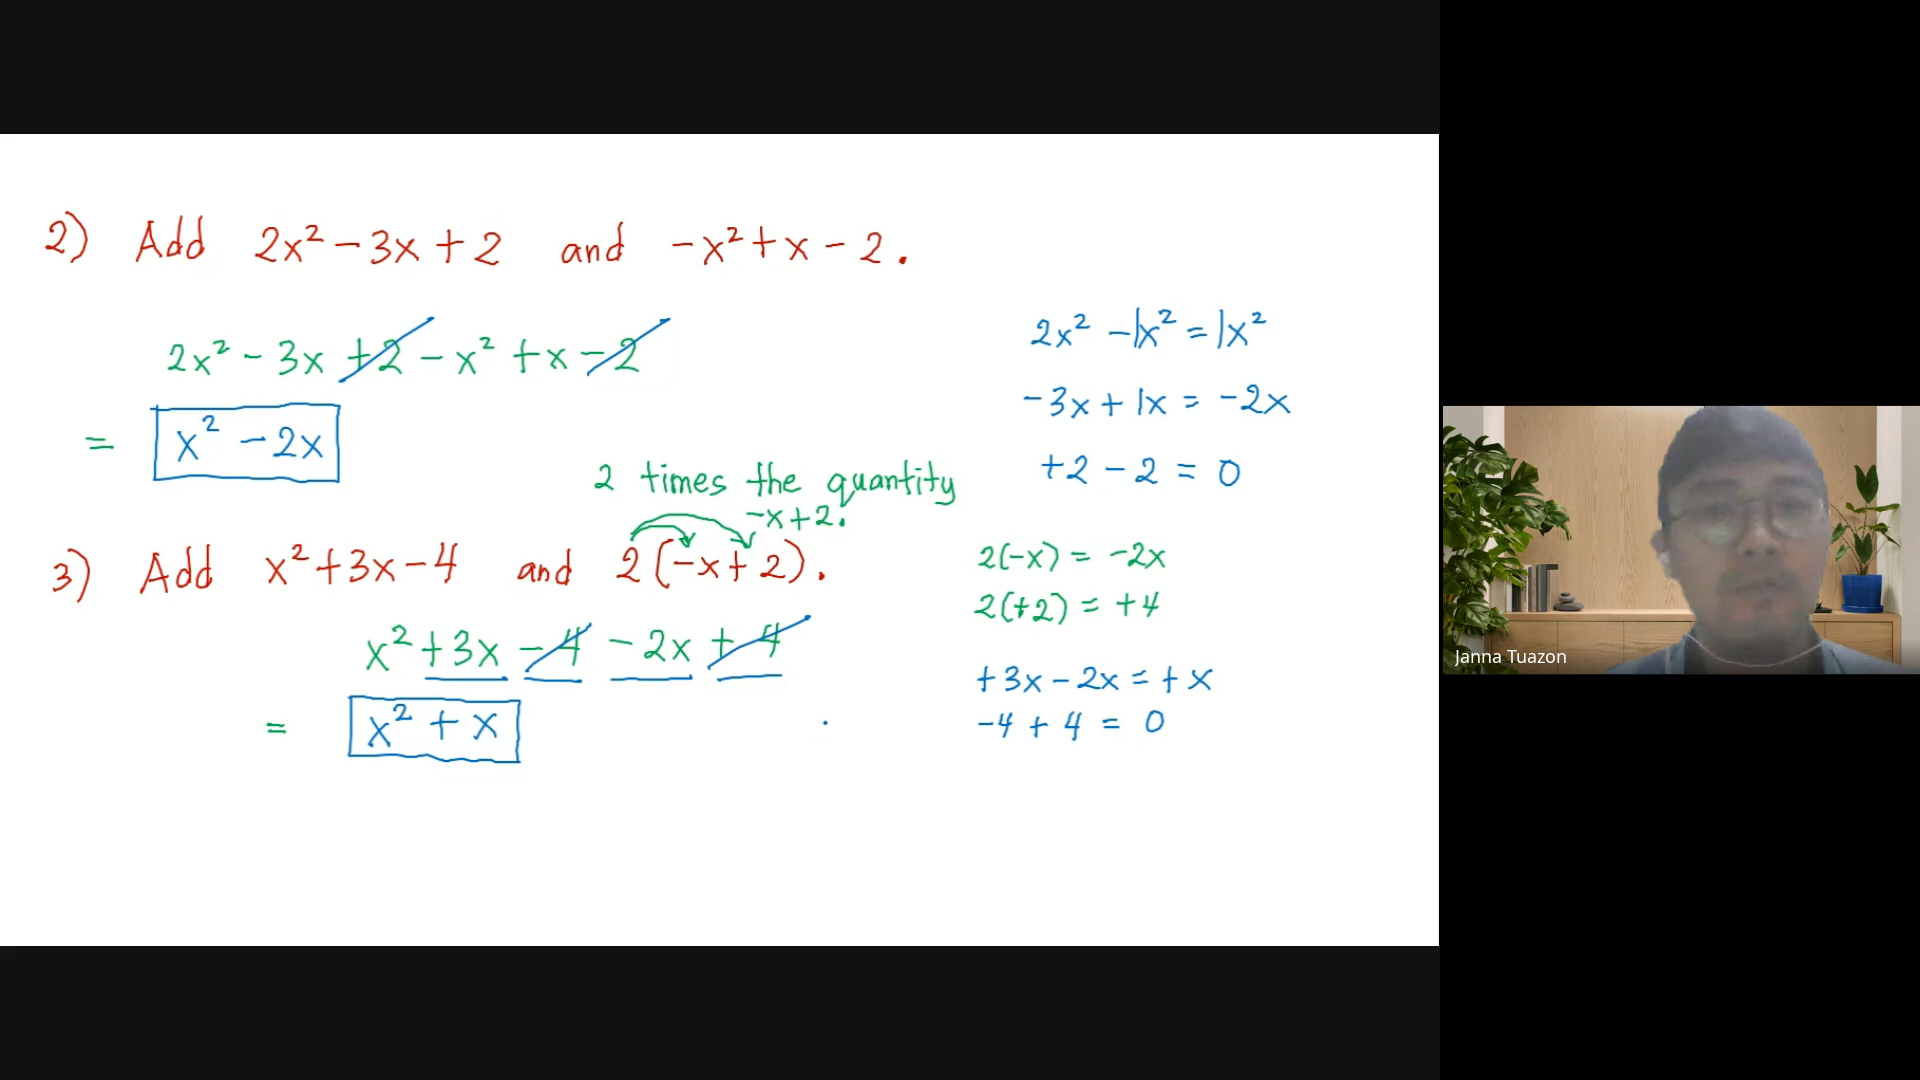 2) Add 2x² - 3x + 2 and -x² + x - 2.
2x² - 3x + 2 - x² + x - 2
= x² - 2x
2x² - 1x² = 1x²
-3x + 1x = -2x
+2 - 2 = 0
2 times the quantity
-x+2.
3) Add x² + 3x - 4 and 2(-x + 2).
x² + 3x - 4 - 2x + 4
= x² + x
2(-x) = -2x
2(+2) = +4
+3x - 2x = + x
-4 + 4 = 0
Janna Tuazon